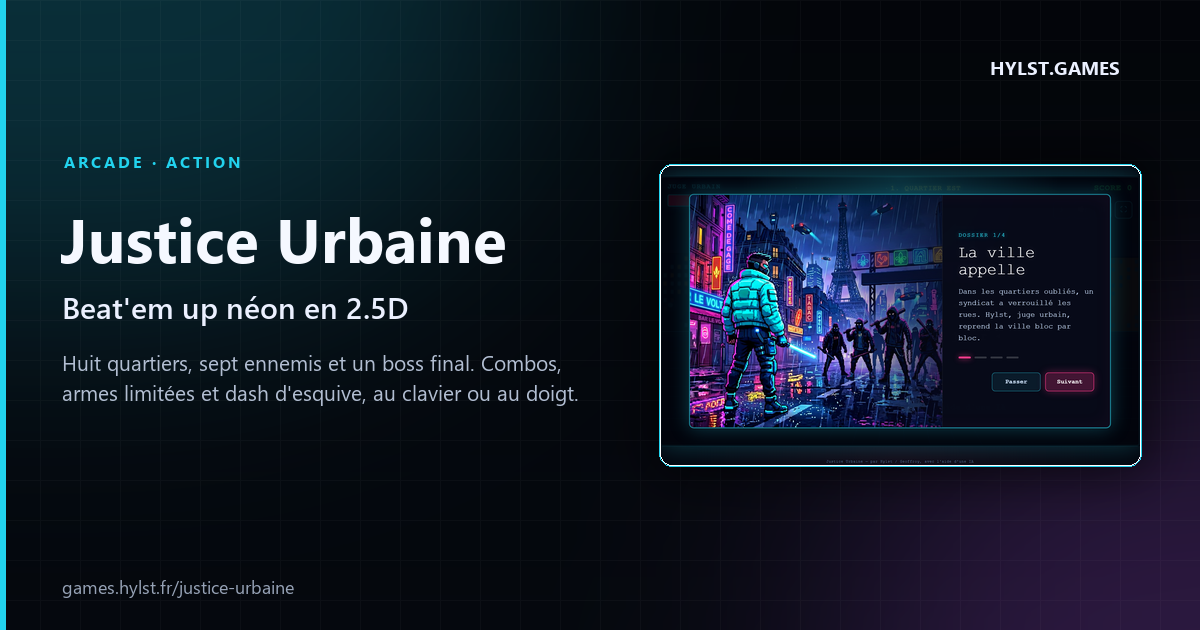 HYLST.GAMES
ARCADE · ACTION
Justice Urbaine
Beat'em up néon en 2.5D
Huit quartiers, sept ennemis et un boss final. Combos,
armes limitées et dash d'esquive, au clavier ou au doigt.
DOSSIER 1/4
La ville
appelle
Dans les quartiers oubliés, un
syndicat a verrouillé les
rues. Hylst, juge urbain,
reprend la ville bloc par
bloc.
Passer
Suivant
games.hylst.fr/justice-urbaine